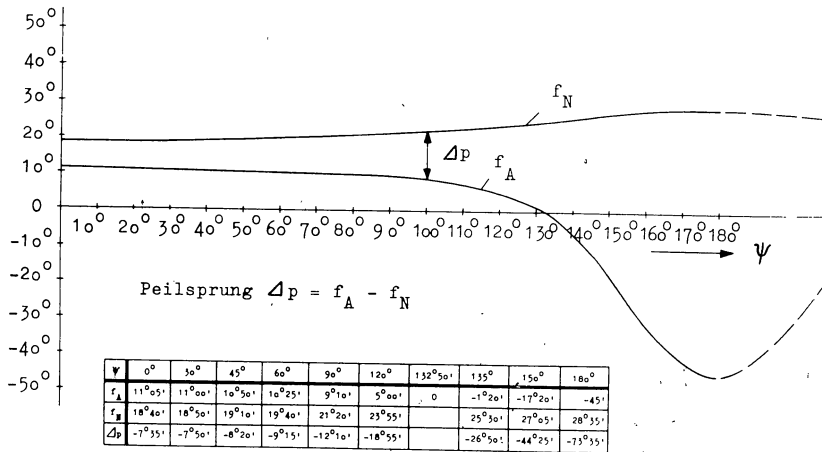 50°
40°
30°
20°
10°
0
-10°
-20°
-30°
-40°
-50°
f_N
Δp
f_A
10° 20° 30° 40° 50° 60° 70° 80° 90° 100° 110° 120° 130° 140° 150° 160° 170° 180°
ψ
Peilsprung Δp = f_A - f_N
ψ 0° 30° 45° 60° 90° 120° 132°50' 135° 150° 180°
f_A 11°05' 11°00' 10°50' 10°25' 9°10' 5°00' 0 -1°20' -17°20' -45'
f_N 18°40' 18°50' 19°10' 19°40' 21°20' 23°55' 25°30' 27°05' 28°35'
Δp -7°35' -7°50' -8°20' -9°15' -12°10' -18°55' -26°50' -44°25' -73°35'